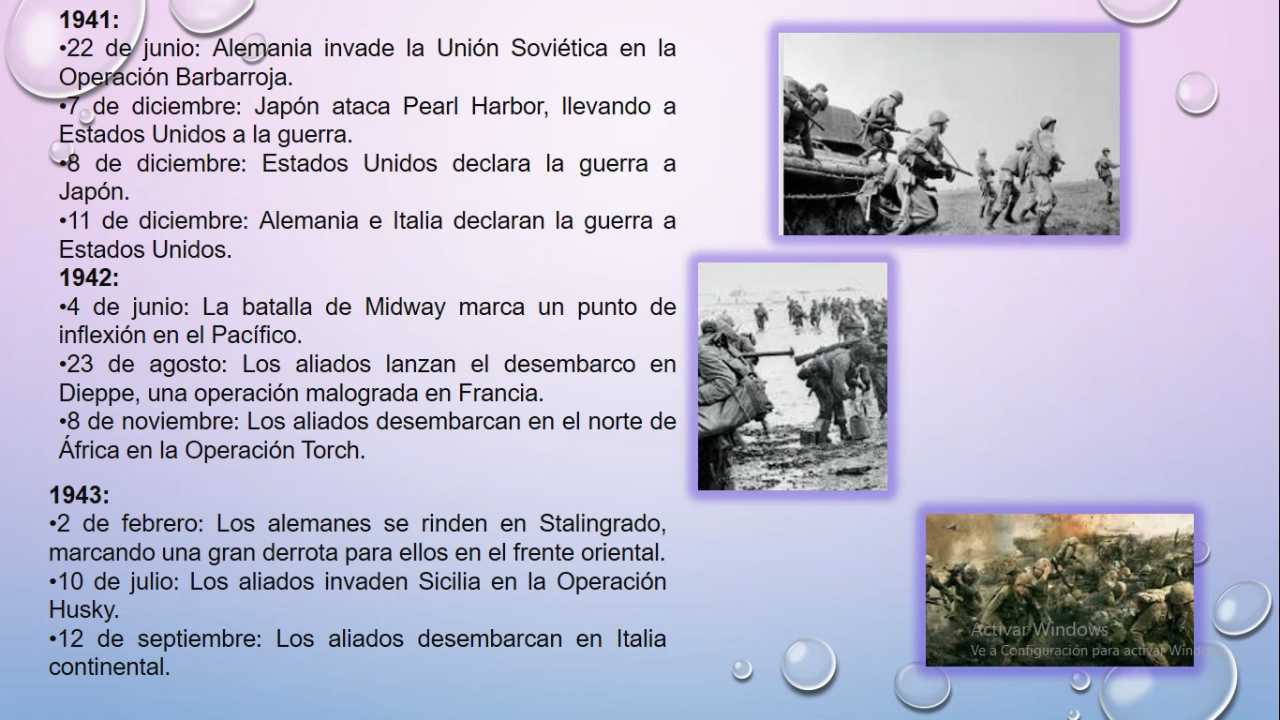 1941:
•22 de junio: Alemania invade la Unión Soviética en la
Operación Barbarroja.
•7 de diciembre: Japón ataca Pearl Harbor, llevando a
Estados Unidos a la guerra.
•8 de diciembre: Estados Unidos declara la guerra a
Japón.
•11 de diciembre: Alemania e Italia declaran la guerra a
Estados Unidos.
1942:
•4 de junio: La batalla de Midway marca un punto de
inflexión en el Pacífico.
•23 de agosto: Los aliados lanzan el desembarco en
Dieppe, una operación malograda en Francia.
•8 de noviembre: Los aliados desembarcan en el norte de
África en la Operación Torch.
1943:
•2 de febrero: Los alemanes se rinden en Stalingrado,
marcando una gran derrota para ellos en el frente oriental.
•10 de julio: Los aliados invaden Sicilia en la Operación
Husky.
•12 de septiembre: Los aliados desembarcan en Italia
continental.
Activar Windows
Ve a Configuración para activar